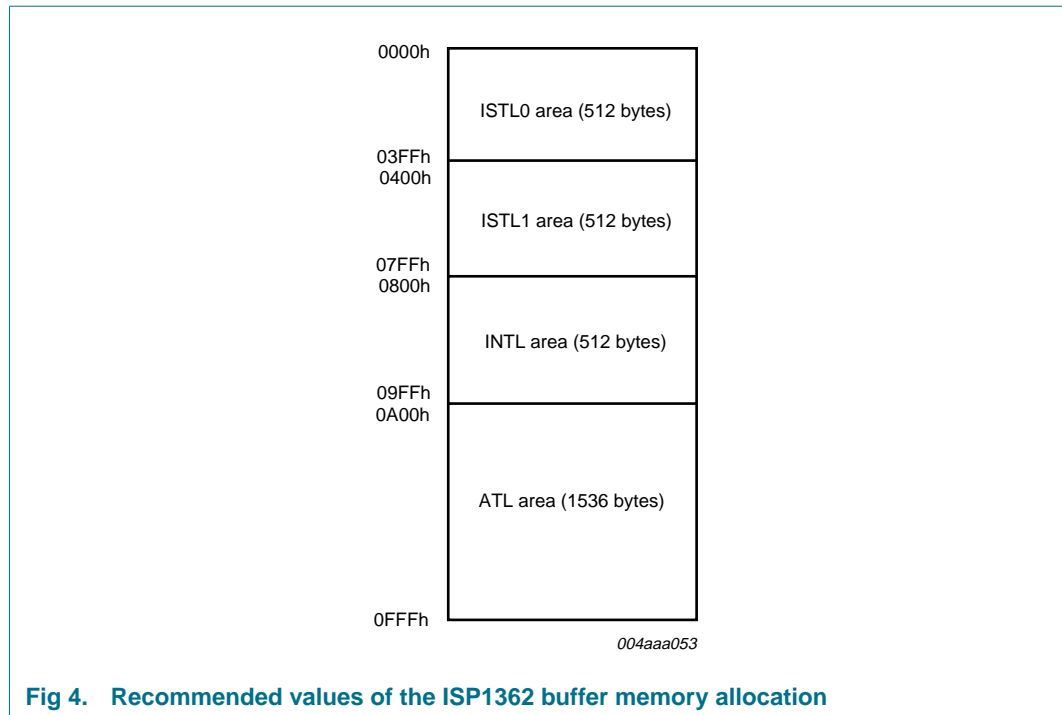 0000h
ISTL0 area (512 bytes)
03FFh
0400h
ISTL1 area (512 bytes)
07FFh
0800h
INTL area (512 bytes)
09FFh
0A00h
ATL area (1536 bytes)
0FFFh
004aaa053
Fig 4. Recommended values of the ISP1362 buffer memory allocation